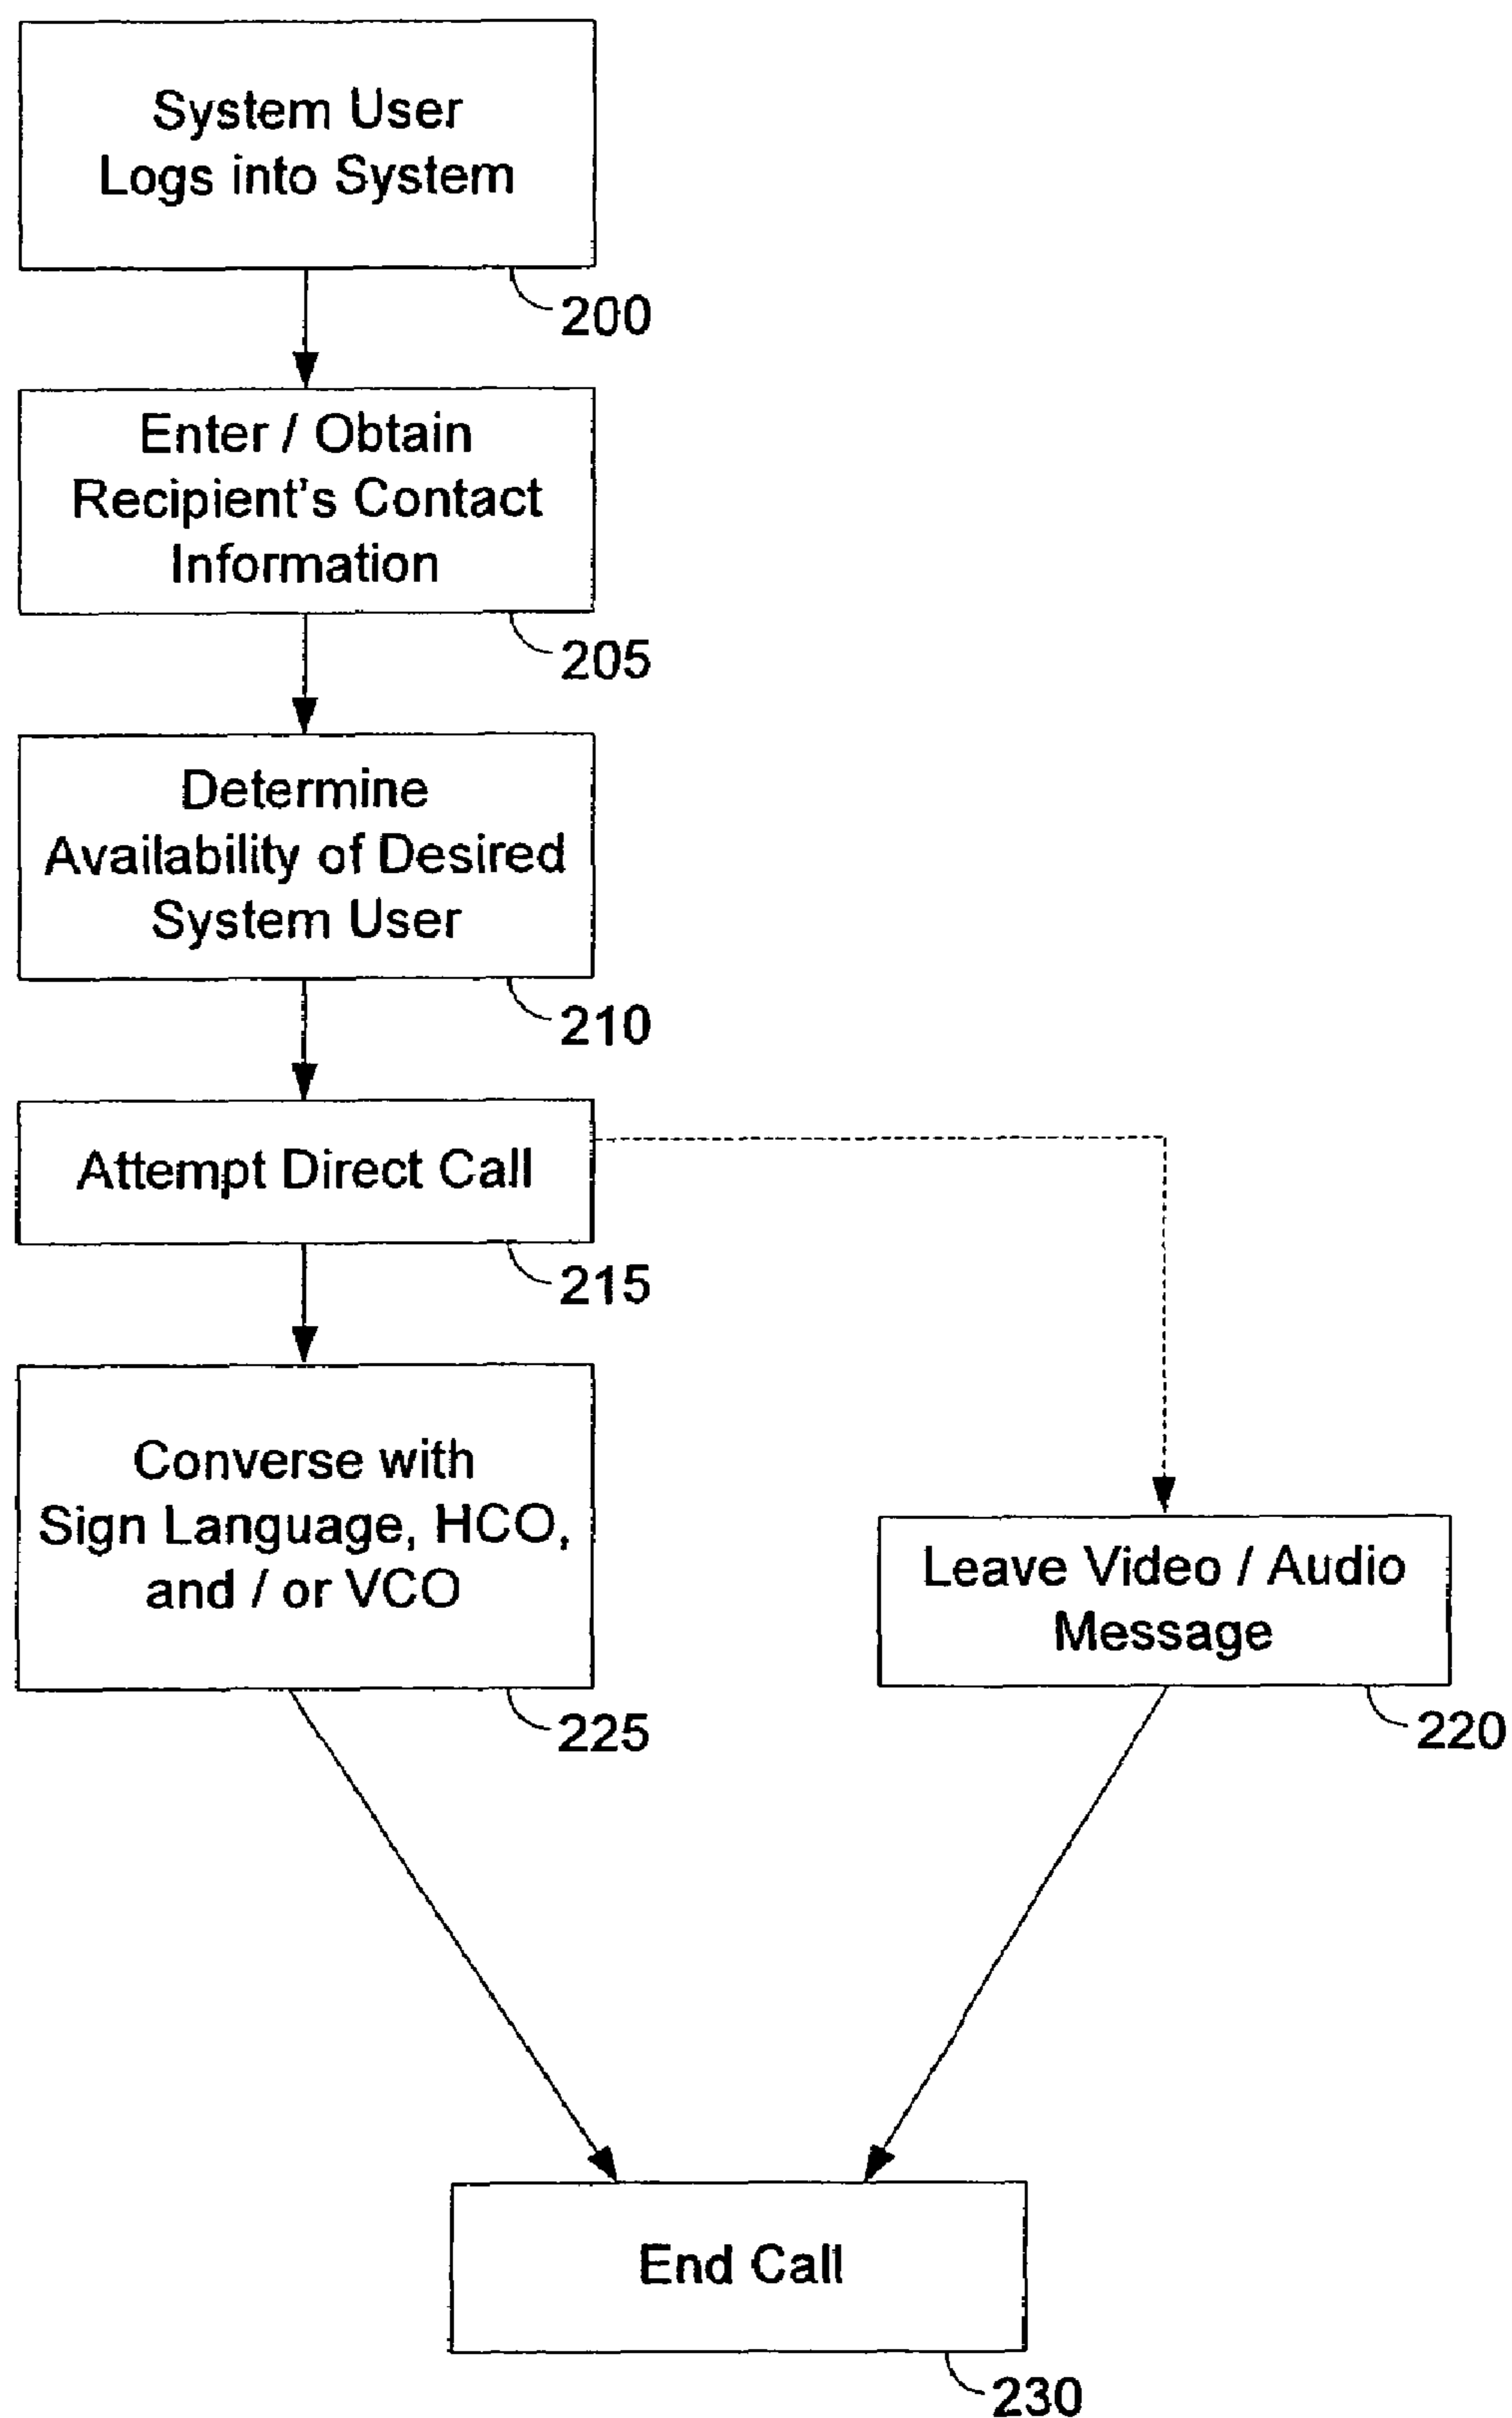 System User
Logs into System
200
Enter / Obtain
Recipient's Contact
Information
205
Determine
Availability of Desired
System User
210
Attempt Direct Call
215
Converse with
Sign Language, HCO,
and / or VCO
225
Leave Video / Audio
Message
220
End Call
230